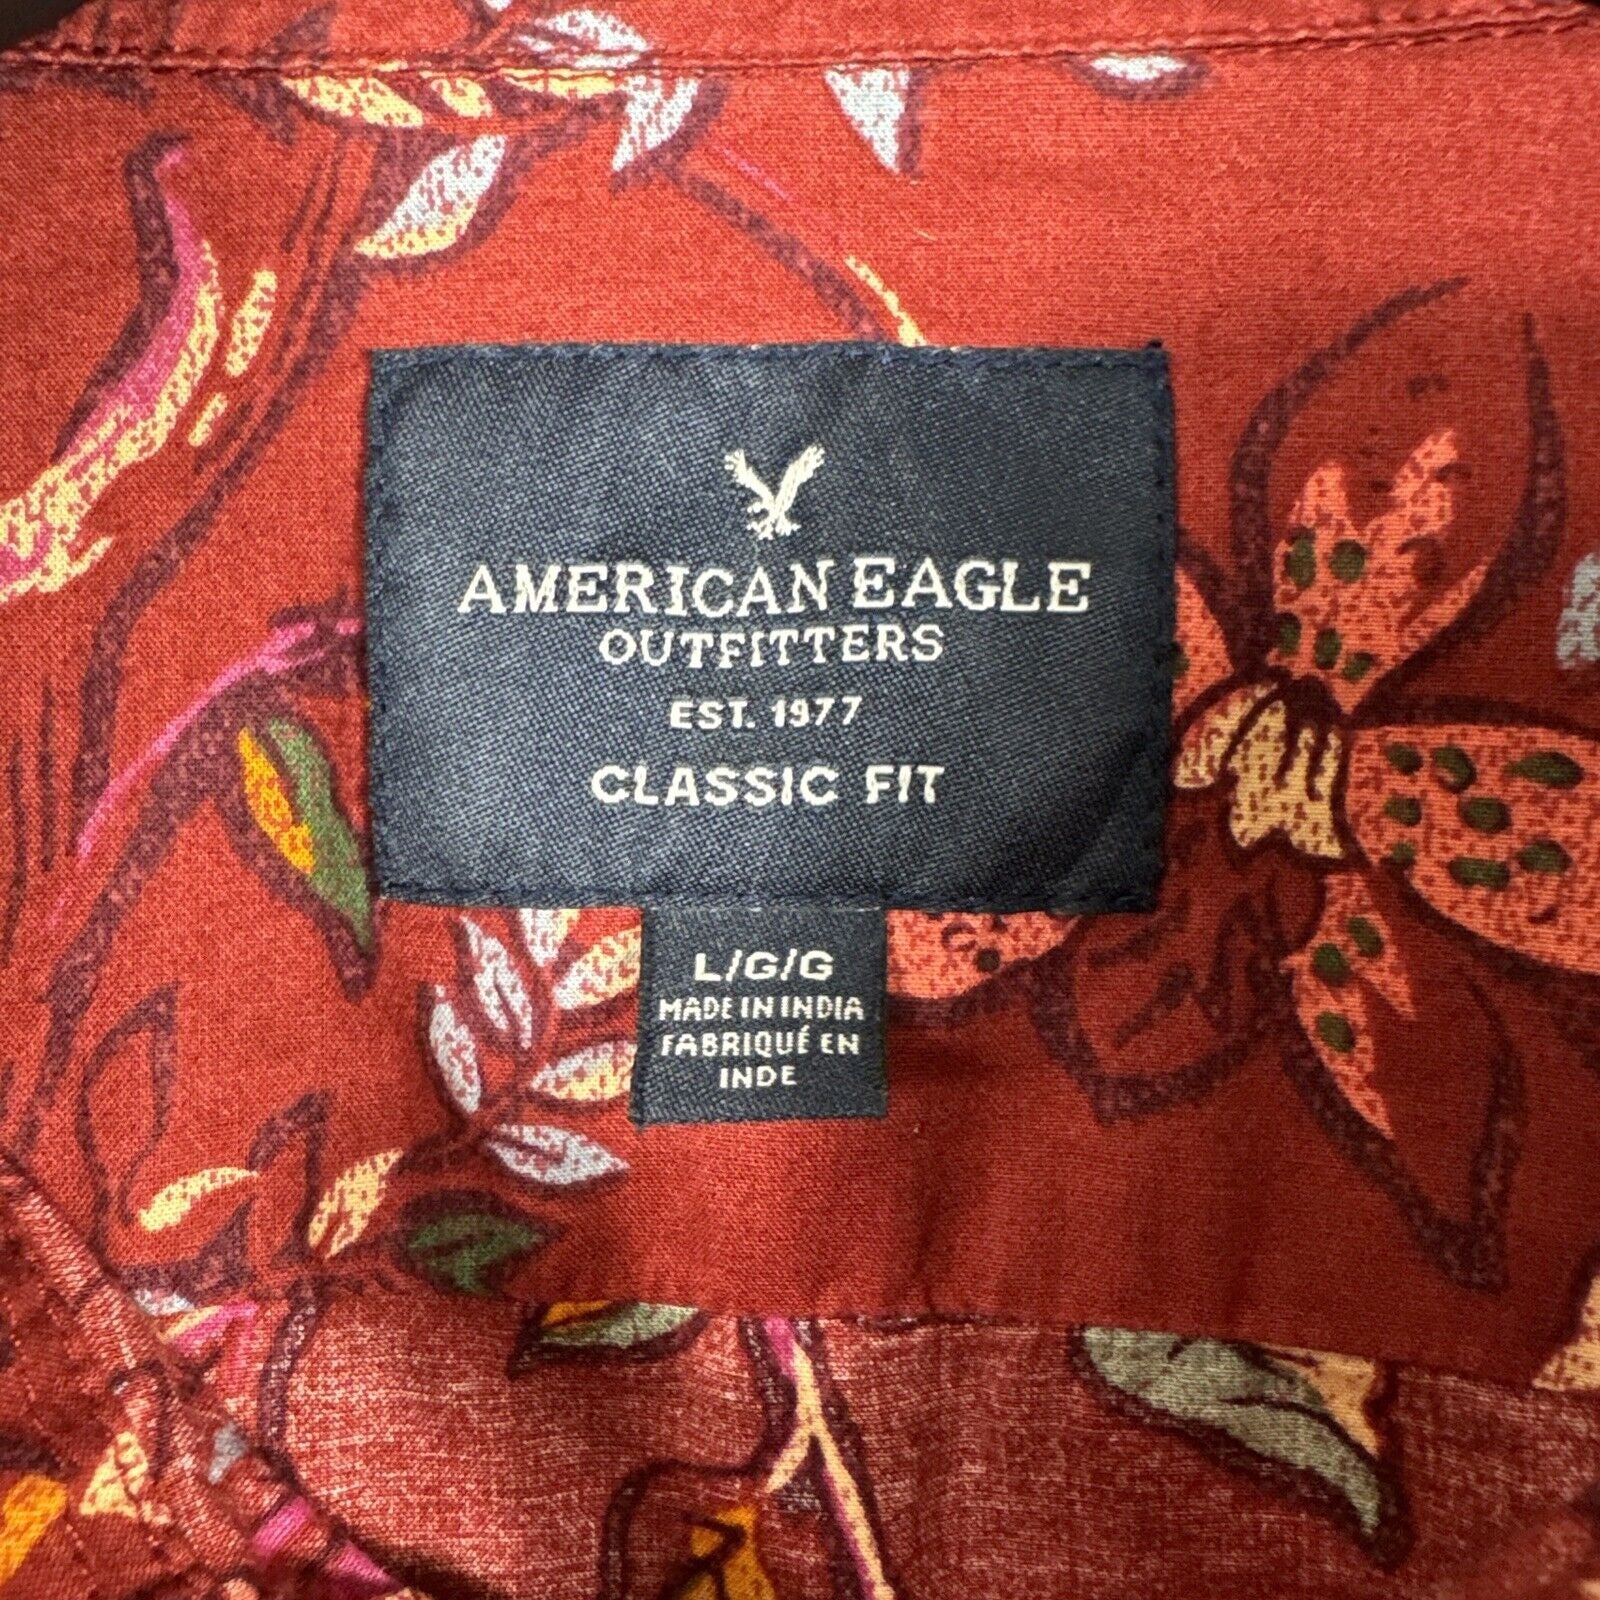 AMERICAN EAGLE
OUTFITTERS
EST. 1977
CLASSIC FIT
L/G/G
MADE IN INDIA
FABRIQUÉ EN
INDE